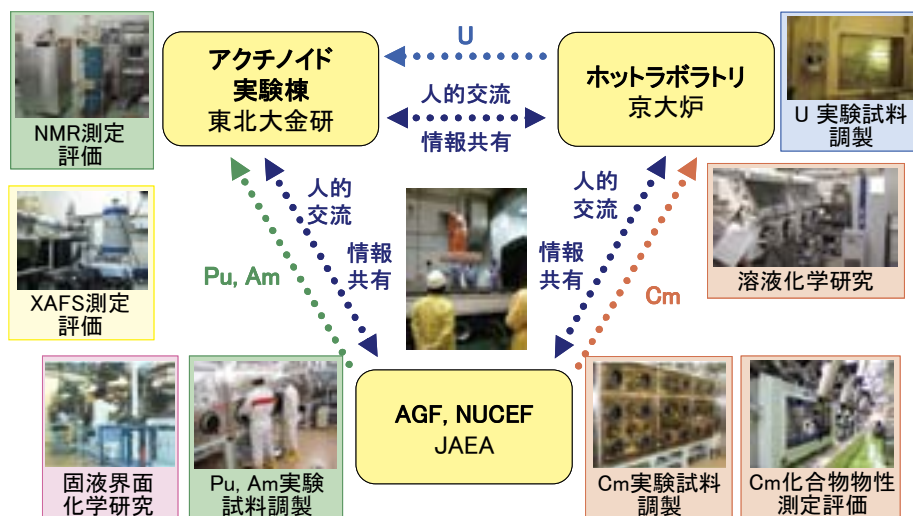 NMR測定
評価
アクチノイド
実験棟
東北大金研
U
人的交流
情報共有
ホットラボラトリ
京大炉
U 実験試料
調製
XAFS測定
評価
Pu, Am
人的
交流
情報
共有
人的
交流
情報
共有
Cm
溶液化学研究
固液界面
化学研究
Pu, Am実験
試料調製
AGF, NUCEF
JAEA
Cm実験試料
調製
Cm化合物物性
測定評価